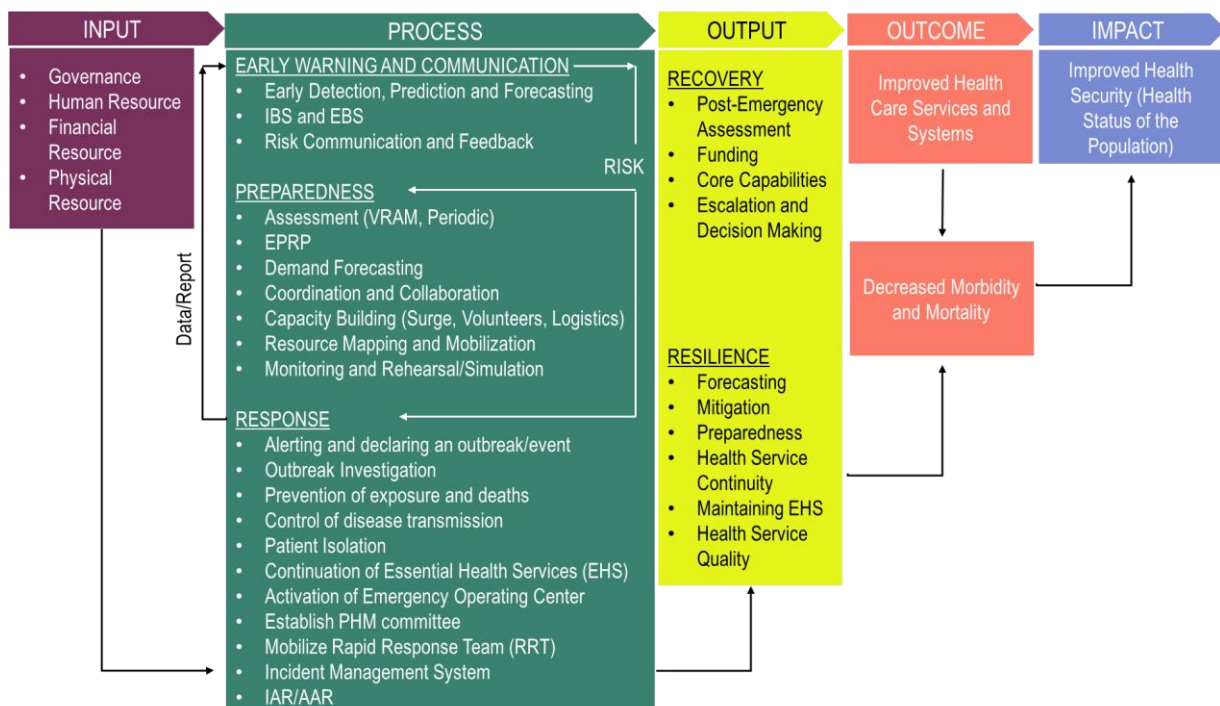 INPUT
• Governance
• Human Resource
• Financial
Resource
• Physical
Resource
Data/Report
PROCESS
EARLY WARNING AND COMMUNICATION
• Early Detection, Prediction and Forecasting
• IBS and EBS
• Risk Communication and Feedback
RISK
PREPAREDNESS
• Assessment (VRAM, Periodic)
• EPRP
• Demand Forecasting
• Coordination and Collaboration
• Capacity Building (Surge, Volunteers, Logistics)
• Resource Mapping and Mobilization
• Monitoring and Rehearsal/Simulation
RESPONSE
• Alerting and declaring an outbreak/event
• Outbreak Investigation
• Prevention of exposure and deaths
• Control of disease transmission
• Patient Isolation
• Continuation of Essential Health Services (EHS)
• Activation of Emergency Operating Center
• Establish PHM committee
• Mobilize Rapid Response Team (RRT)
• Incident Management System
• IAR/AAR
OUTPUT
RECOVERY
• Post-Emergency
Assessment
• Funding
• Core Capabilities
• Escalation and
Decision Making
RESILIENCE
• Forecasting
• Mitigation
• Preparedness
• Health Service
Continuity
• Maintaining EHS
• Health Service
Quality
OUTCOME
Improved Health
Care Services and
Systems
Decreased Morbidity
and Mortality
IMPACT
Improved Health
Security (Health
Status of the
Population)